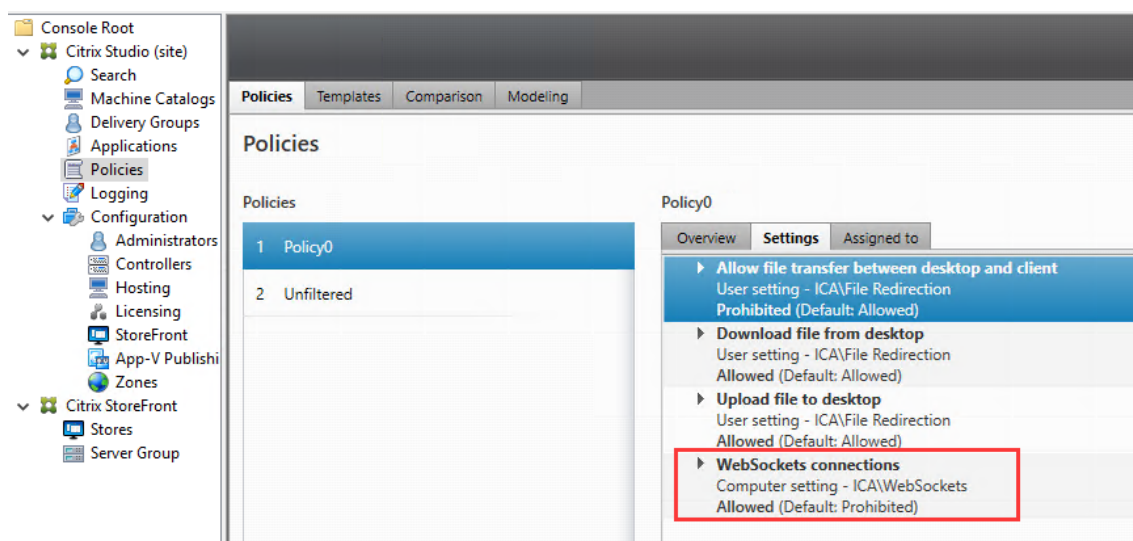 Console Root
Citrix Studio (site)
Search
Machine Catalogs
Delivery Groups
Applications
Policies
Logging
Configuration
Administrators
Controllers
Hosting
Licensing
StoreFront
App-V Publishi
Zones
Citrix StoreFront
Stores
Server Group
Policies Templates Comparison Modeling
Policies
Policies
1 Policy0
2 Unfiltered
Policy0
Overview Settings Assigned to
Allow file transfer between desktop and client
User setting - ICA\File Redirection
Prohibited (Default: Allowed)
Download file from desktop
User setting - ICA\File Redirection
Allowed (Default: Allowed)
Upload file to desktop
User setting - ICA\File Redirection
Allowed (Default: Allowed)
WebSockets connections
Computer setting - ICA\WebSockets
Allowed (Default: Prohibited)